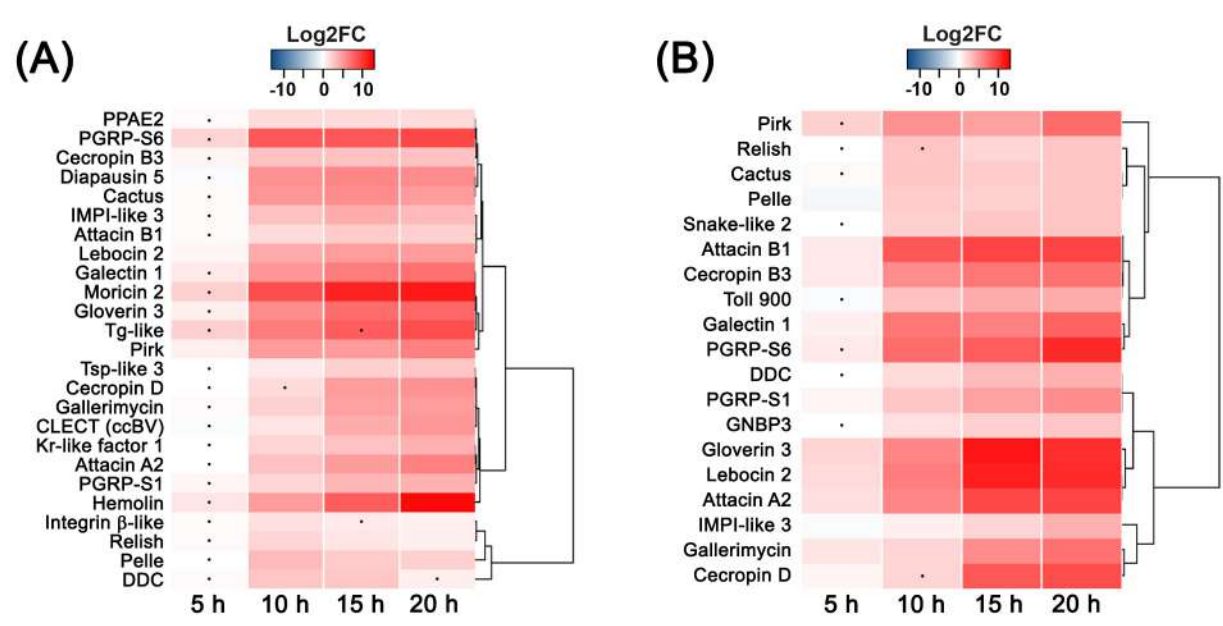 (A)
Log2FC
-10 0 10
PPAE2
PGRP-S6
Cecropin B3
Diapausin 5
Cactus
IMPI-like 3
Attacin B1
Lebocin 2
Galectin 1
Moricin 2
Gloverin 3
Tg-like
Pirk
Tsp-like 3
Cecropin D
Gallerimycin
CLECT (ccBV)
Kr-like factor 1
Attacin A2
PGRP-S1
Hemolin
Integrin β-like
Relish
Pelle
DDC
5 h 10 h 15 h 20 h
(B)
Log2FC
-10 0 10
Pirk
Relish
Cactus
Pelle
Snake-like 2
Attacin B1
Cecropin B3
Toll 900
Galectin 1
PGRP-S6
DDC
PGRP-S1
GNBP3
Gloverin 3
Lebocin 2
Attacin A2
IMPI-like 3
Gallerimycin
Cecropin D
5 h 10 h 15 h 20 h